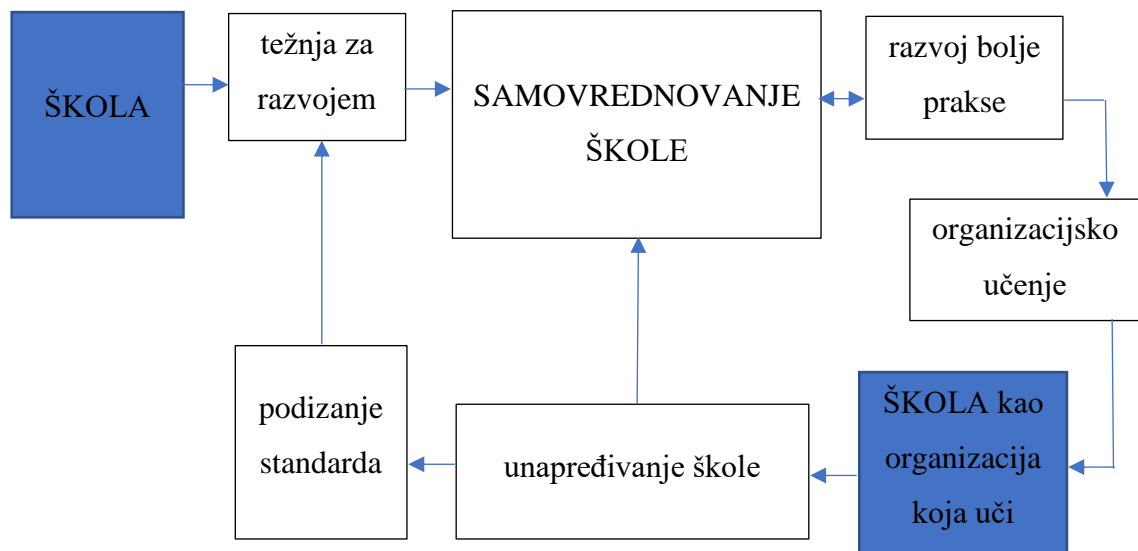 ŠKOLA
težnja za
razvojem
SAMOVREDNOVANJE
ŠKOLE
razvoj bolje
prakse
organizacijsko
učenje
ŠKOLA kao
organizacija
koja uči
unapređivanje škole
podizanje
standarda